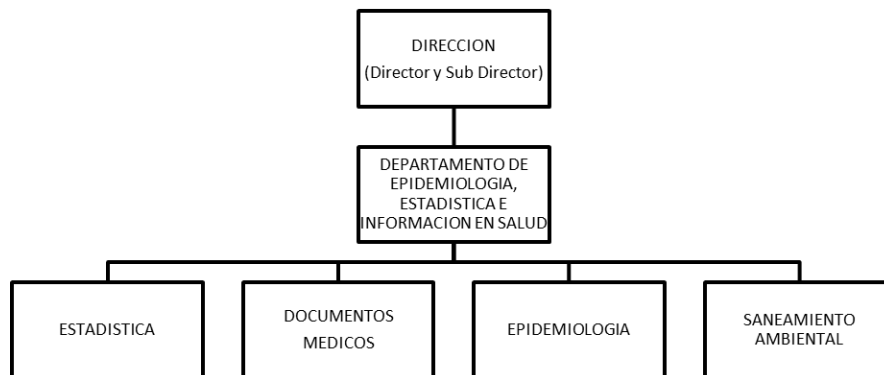 DIRECCION
(Director y Sub Director)
DEPARTAMENTO DE
EPIDEMIOLOGIA,
ESTADISTICA E
INFORMACION EN SALUD
ESTADISTICA
DOCUMENTOS
MEDICOS
EPIDEMIOLOGIA
SANEAMIENTO
AMBIENTAL